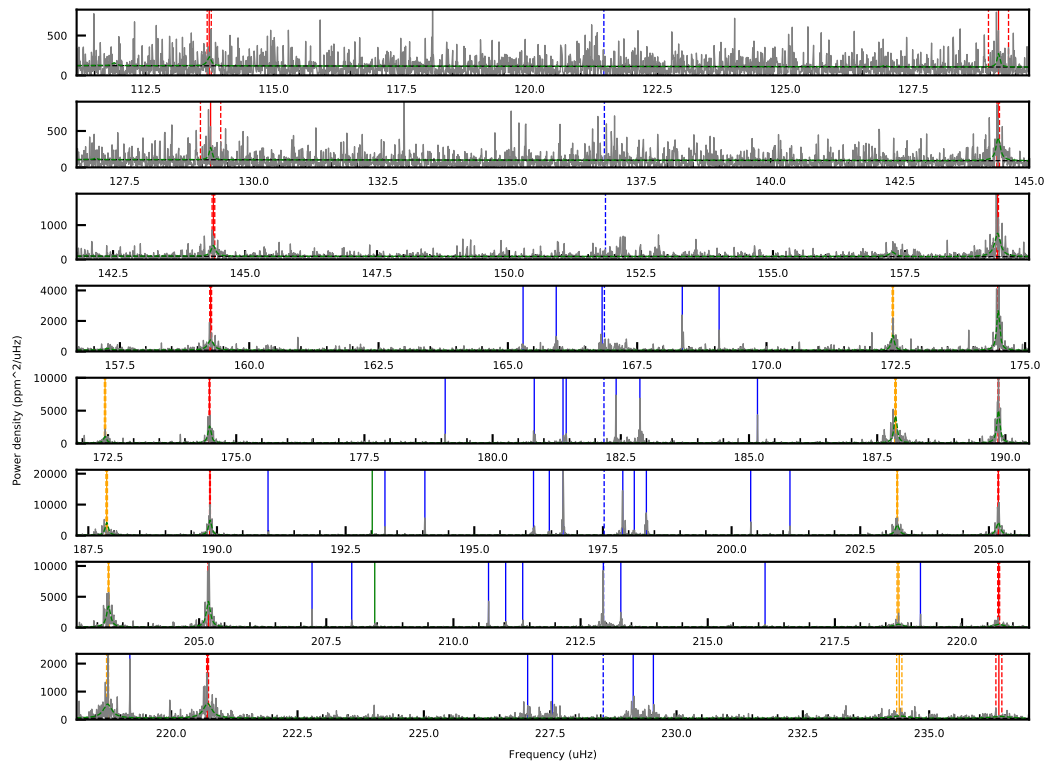 500
0
112.5 115.0 117.5 120.0 122.5 125.0 127.5
500
0
127.5 130.0 132.5 135.0 137.5 140.0 142.5 145.0
1000
0
142.5 145.0 147.5 150.0 152.5 155.0 157.5
4000
2000
0
157.5 160.0 162.5 165.0 167.5 170.0 172.5 175.0
10000
5000
0
172.5 175.0 177.5 180.0 182.5 185.0 187.5 190.0
20000
10000
0
187.5 190.0 192.5 195.0 197.5 200.0 202.5 205.0
10000
5000
0
205.0 207.5 210.0 212.5 215.0 217.5 220.0
2000
1000
0
220.0 222.5 225.0 227.5 230.0 232.5 235.0
Power density (ppm^2/uHz)
Frequency (uHz)